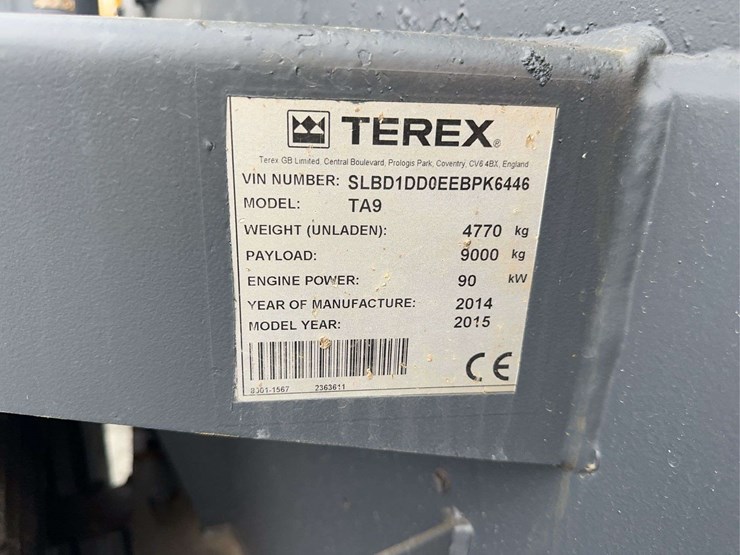 TEREX®
Terex GB Limited, Central Boulevard, Prologis Park, Coventry, CV6 4BX, England
VIN NUMBER: SLBD1DD0EEBPK6446
MODEL: TA9
WEIGHT (UNLADEN): 4770 kg
PAYLOAD: 9000 kg
ENGINE POWER: 90 kW
YEAR OF MANUFACTURE: 2014
MODEL YEAR: 2015
CE
2363611